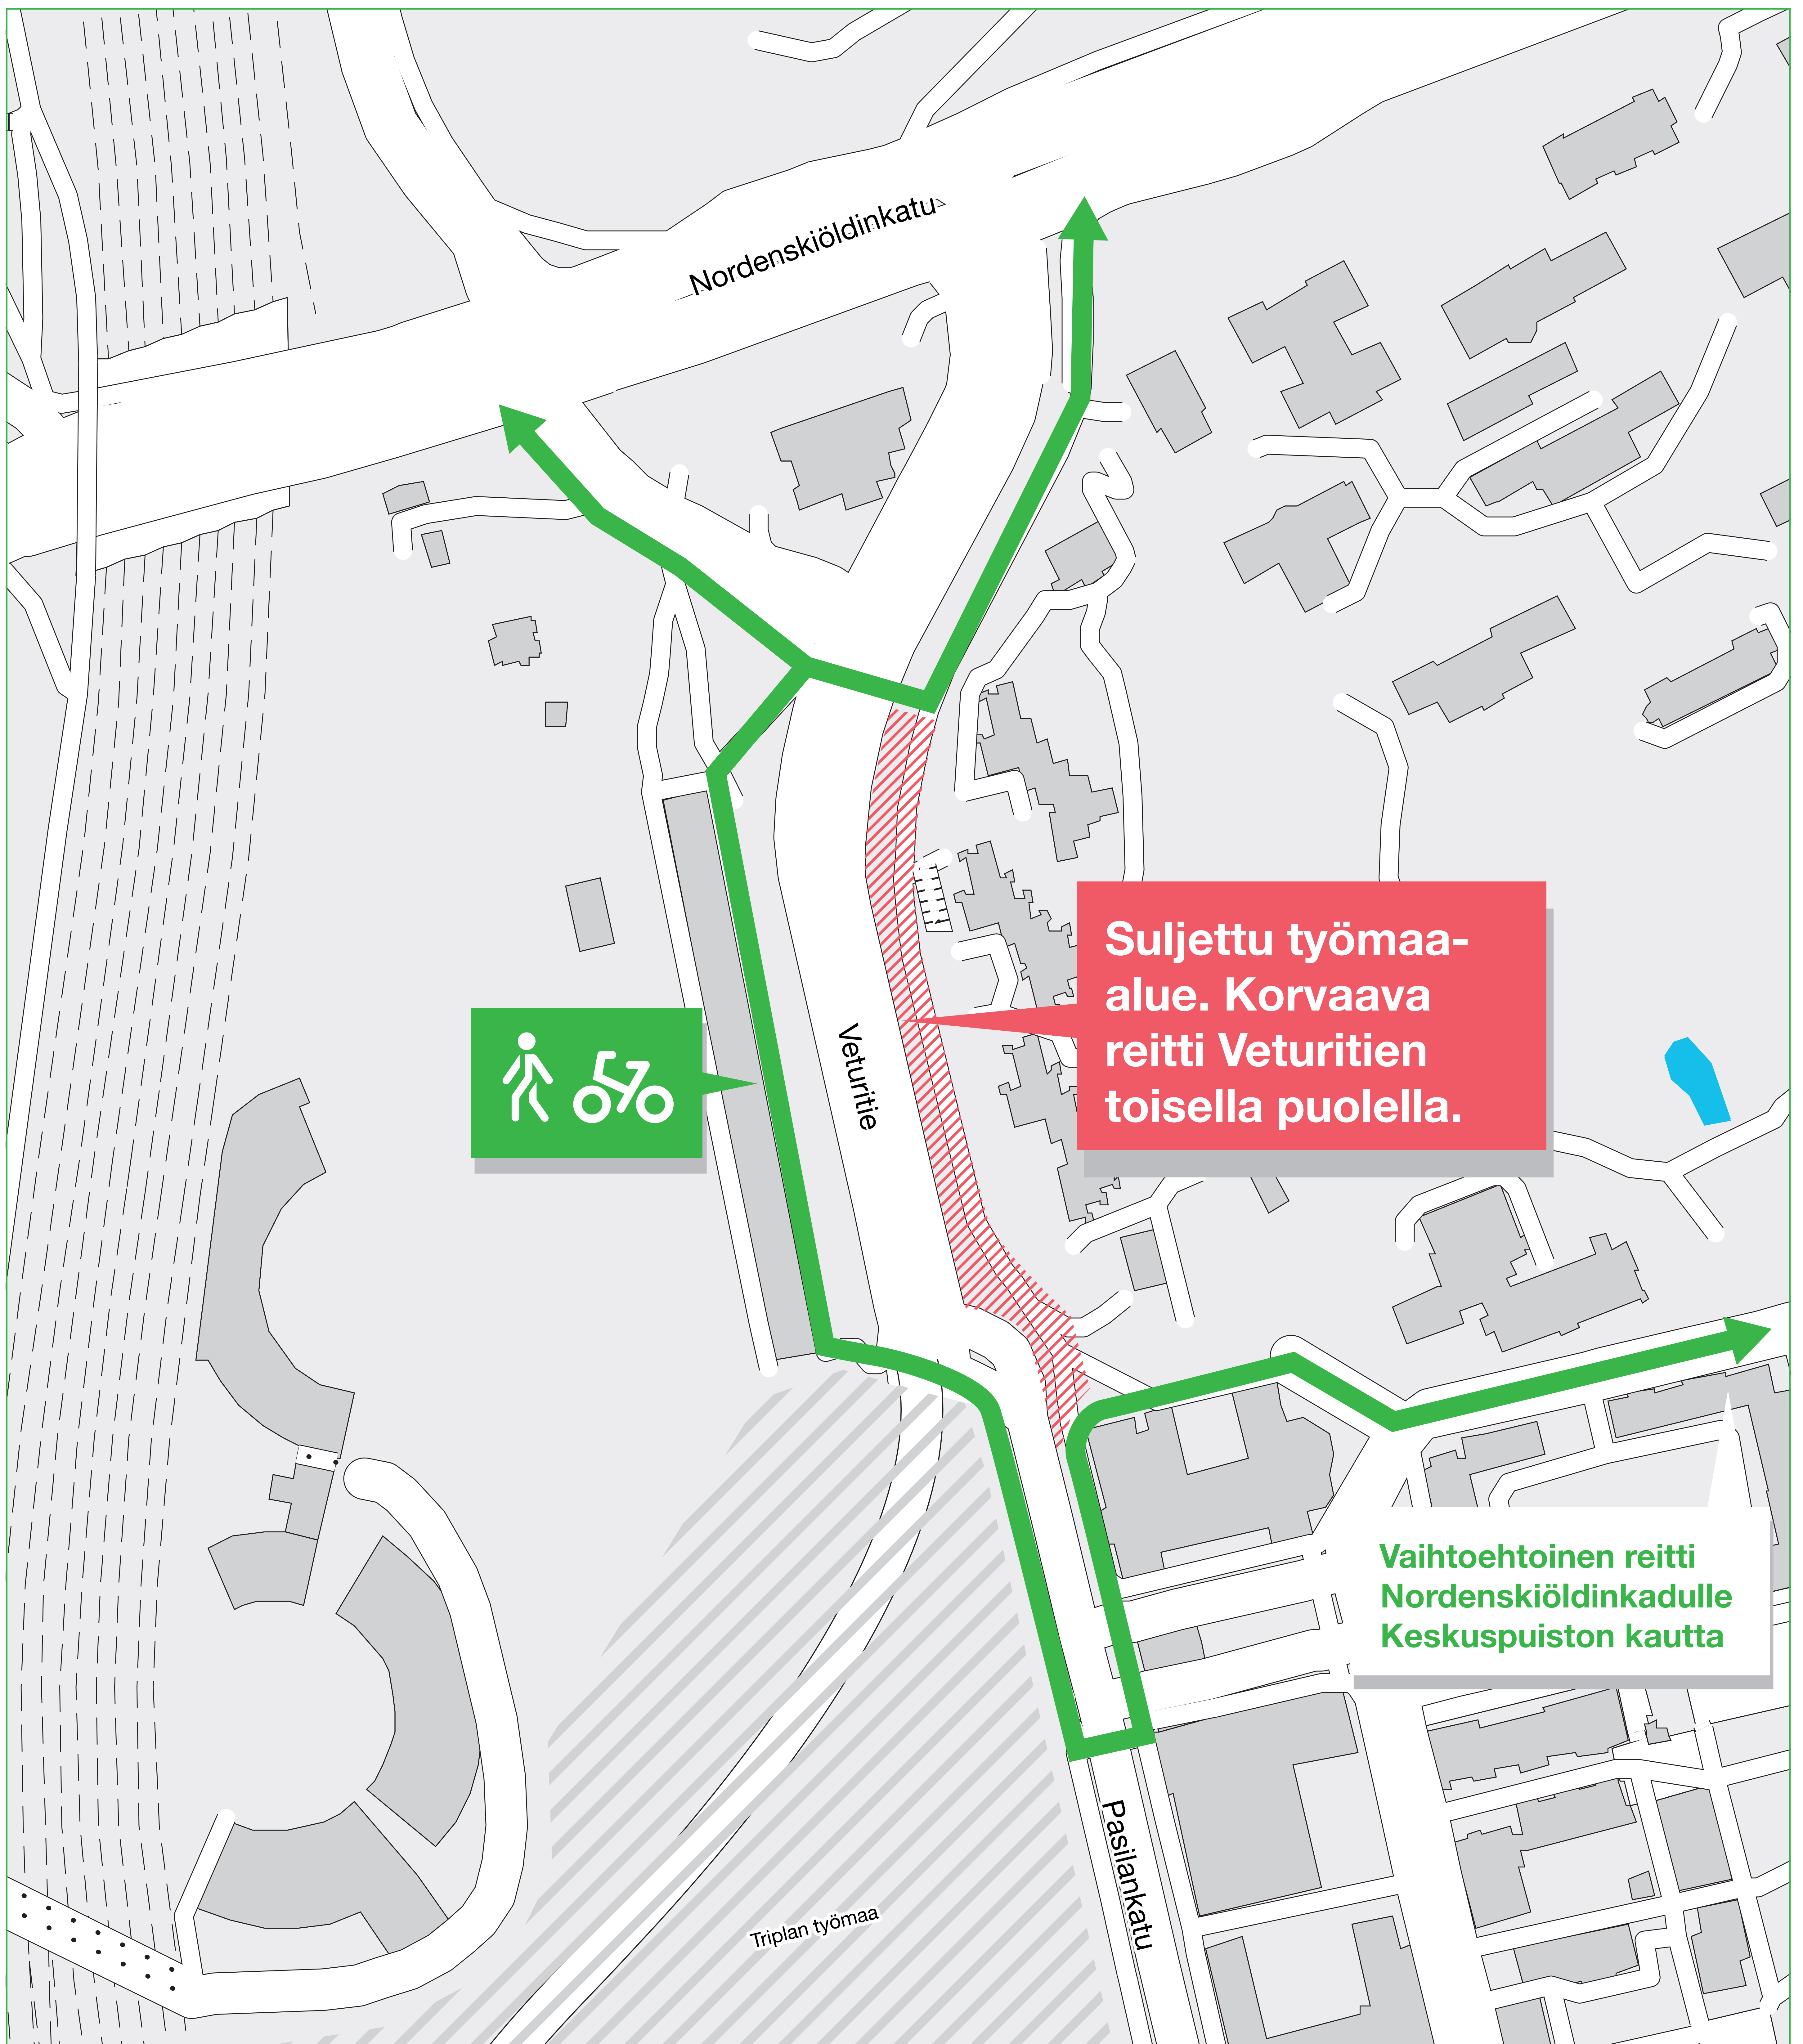 Nordenskiöldinkatu
Suljettu työmaa-
alue. Korvaava
reitti Veturitien
toisella puolella.
Veturitie
Vaihtoehtoinen reitti
Nordenskiöldinkadulle
Keskuspuiston kautta
Pasilankatu
Triplan työmaa